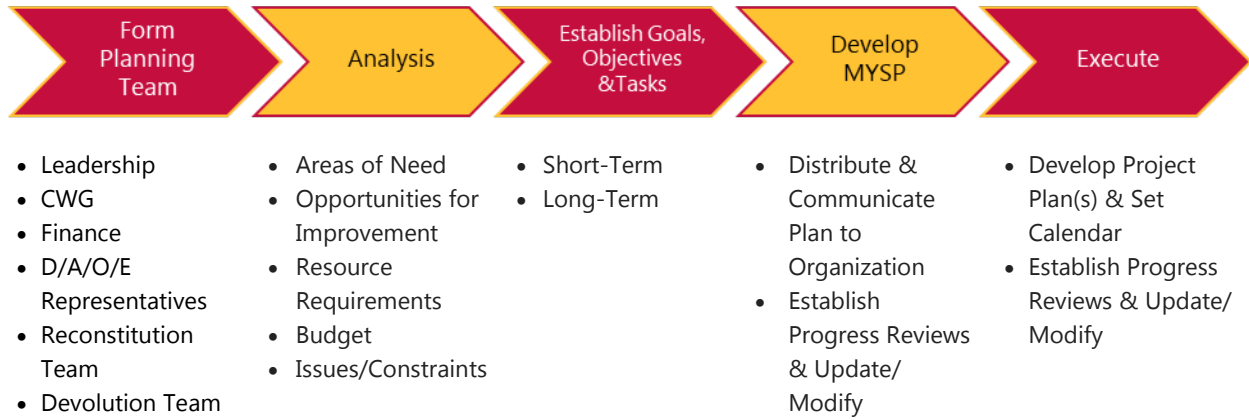 Form
Planning
Team
Analysis
Establish Goals,
Objectives
&Tasks
Develop
MYSP
Execute
• Leadership
• CWG
• Finance
• D/A/O/E
Representatives
• Reconstitution
Team
• Devolution Team
• Areas of Need
• Opportunities for
Improvement
• Resource
Requirements
• Budget
• Issues/Constraints
• Short-Term
• Long-Term
• Distribute &
Communicate
Plan to
Organization
• Establish
Progress Reviews
& Update/
Modify
• Develop Project
Plan(s) & Set
Calendar
• Establish Progress
Reviews & Update/
Modify